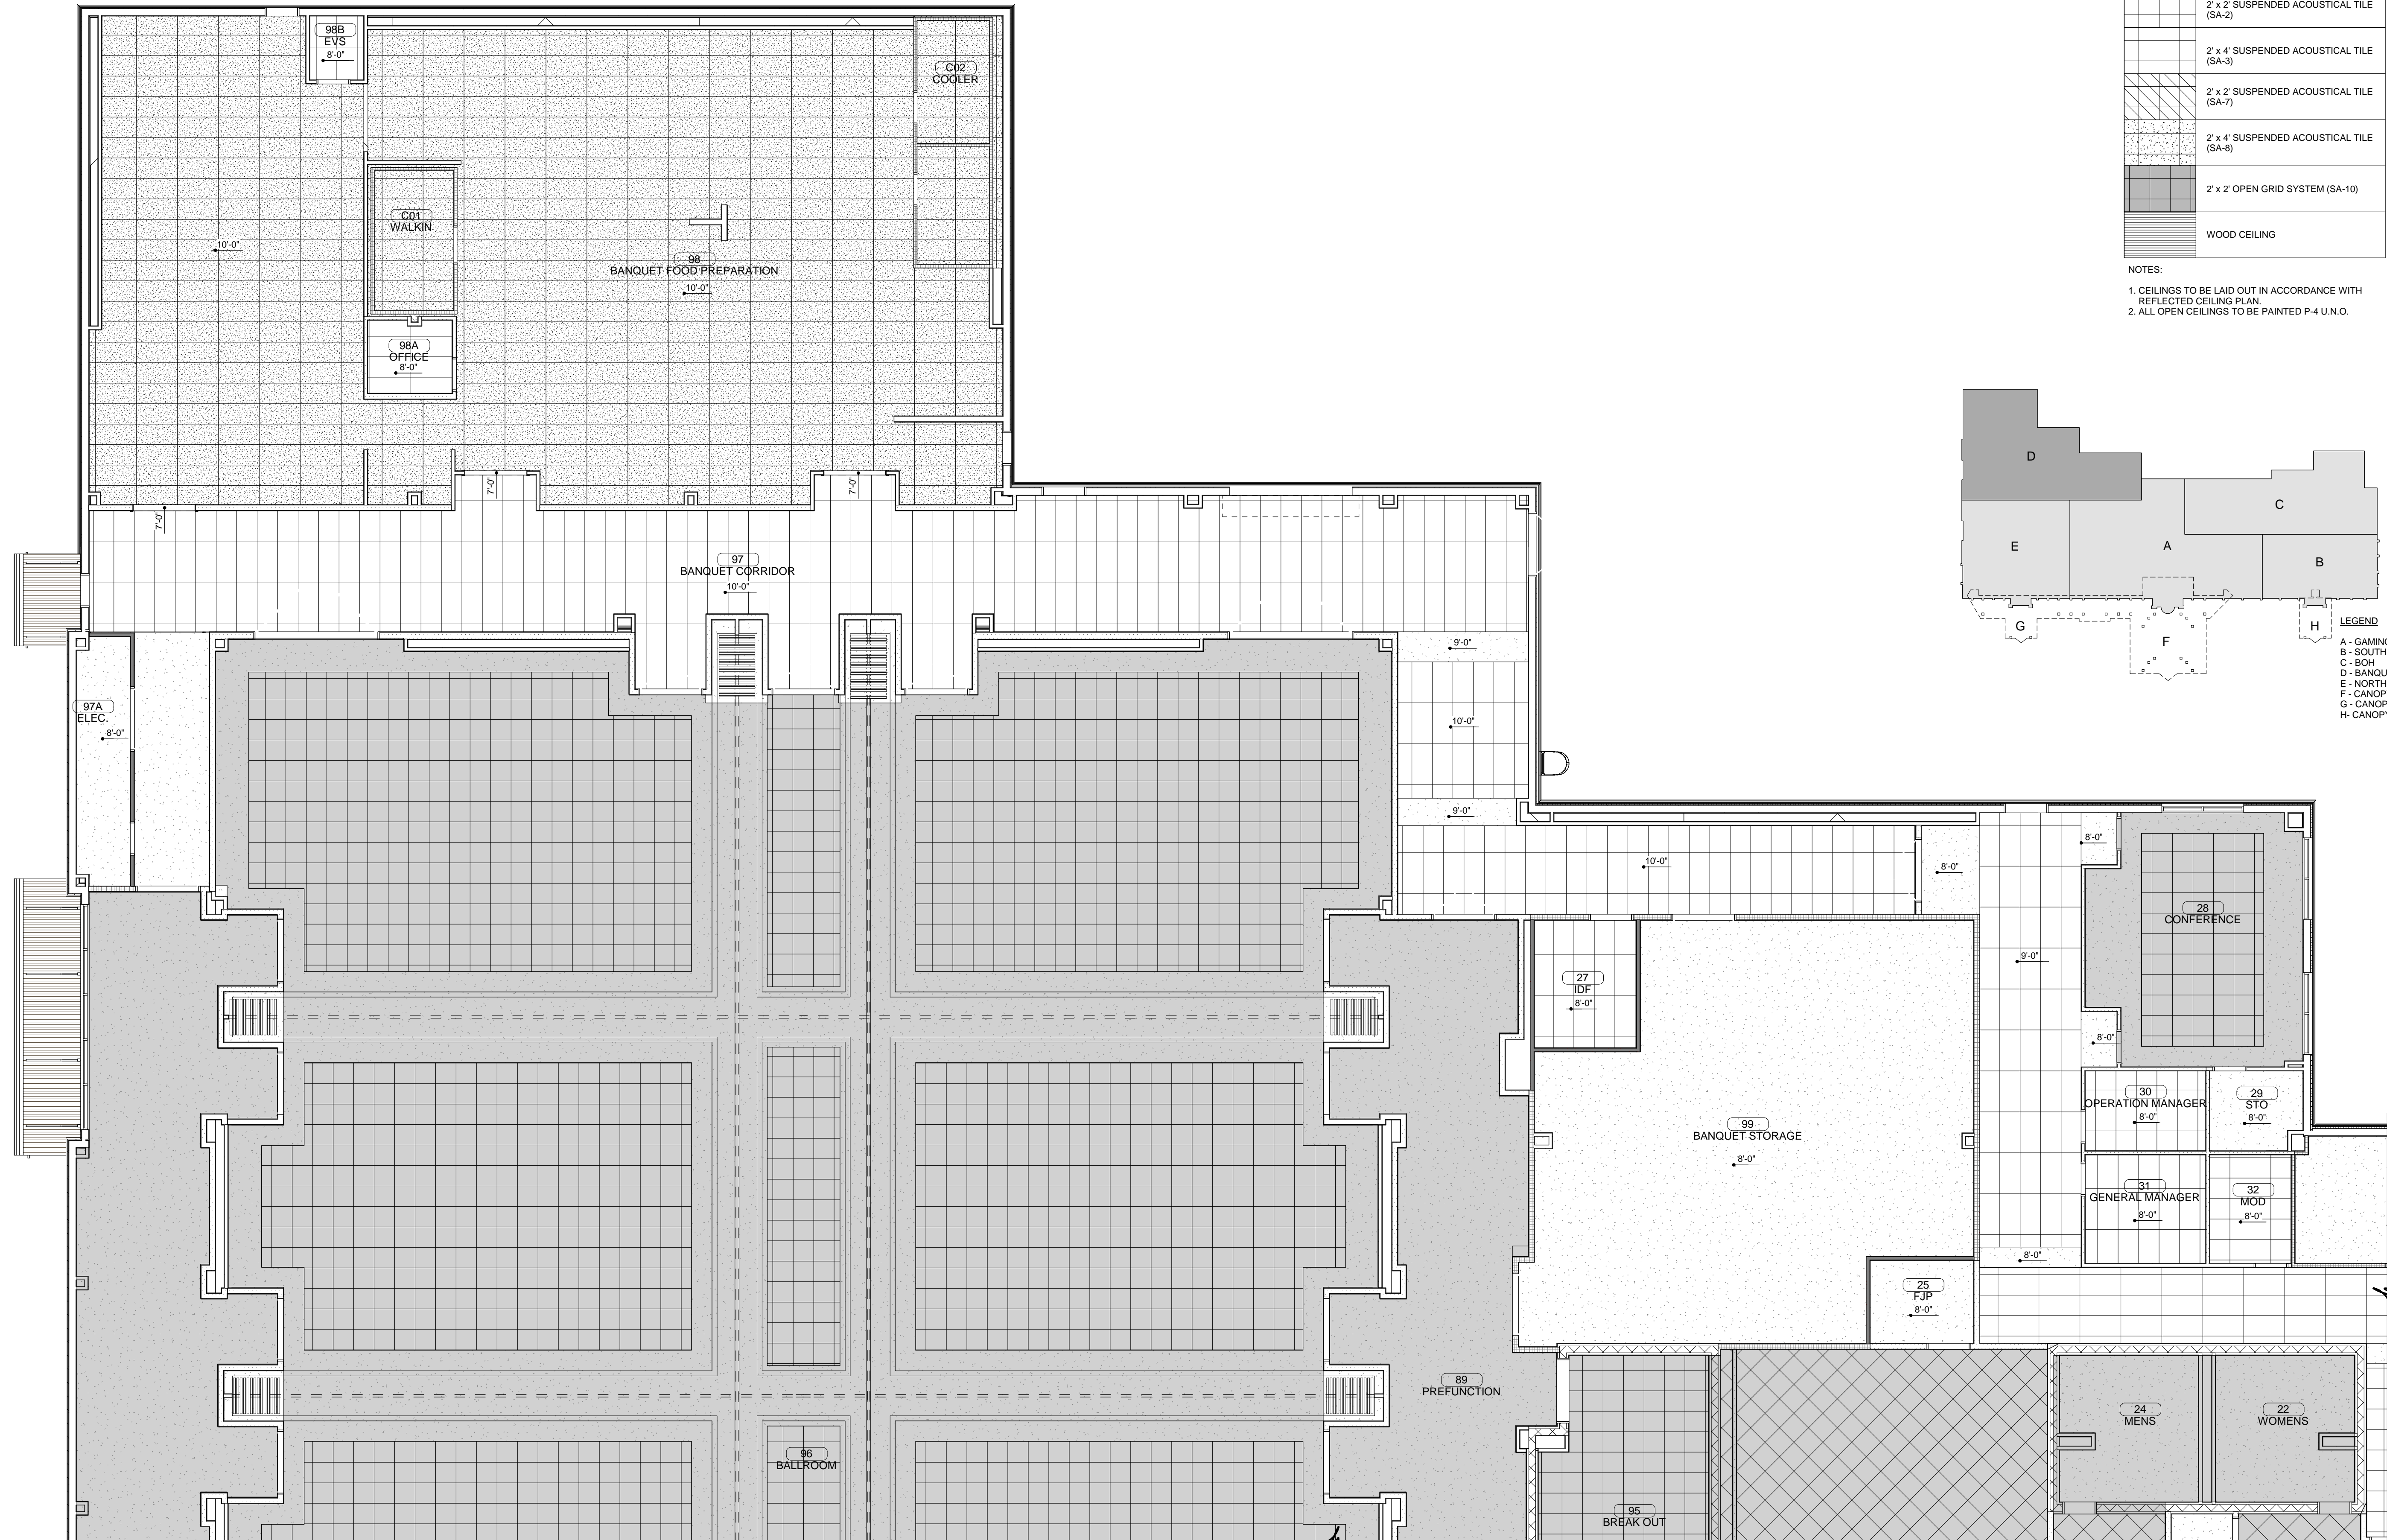 2' x 2' SUSPENDED ACOUSTICAL TILE
(SA-2)
2' x 4' SUSPENDED ACOUSTICAL TILE
(SA-3)
2' x 2' SUSPENDED ACOUSTICAL TILE
(SA-7)
2' x 4' SUSPENDED ACOUSTICAL TILE
(SA-8)
2' x 2' OPEN GRID SYSTEM (SA-10)
WOOD CEILING
NOTES:
1. CEILINGS TO BE LAID OUT IN ACCORDANCE WITH
REFLECTED CEILING PLAN.
2. ALL OPEN CEILINGS TO BE PAINTED P-4 U.N.O.
D
C
E
A
B
G
F
H
LEGEND
A - GAMING
B - SOUTH
C - BOH
D - BANQU
E - NORTH
F - CANOP
G - CANOP
H- CANOPY
98B
EVS
8'-0"
C02
COOLER
C01
WALKIN
10'-0"
98
BANQUET FOOD PREPARATION
10'-0"
98A
OFFICE
8'-0"
7'-0"
7'-0"
7'-0"
97
BANQUET CORRIDOR
10'-0"
9'-0"
97A
ELEC.
8'-0"
10'-0"
9'-0"
10'-0"
8'-0"
8'-0"
28
CONFERENCE
9'-0"
27
IDF
8'-0"
8'-0"
30
OPERATION MANAGER
8'-0"
29
STO
8'-0"
99
BANQUET STORAGE
8'-0"
31
GENERAL MANAGER
8'-0"
32
MOD
8'-0"
8'-0"
25
FJP
8'-0"
89
PREFUNCTION
24
MENS
22
WOMENS
96
BALLROOM
95
BREAK OUT